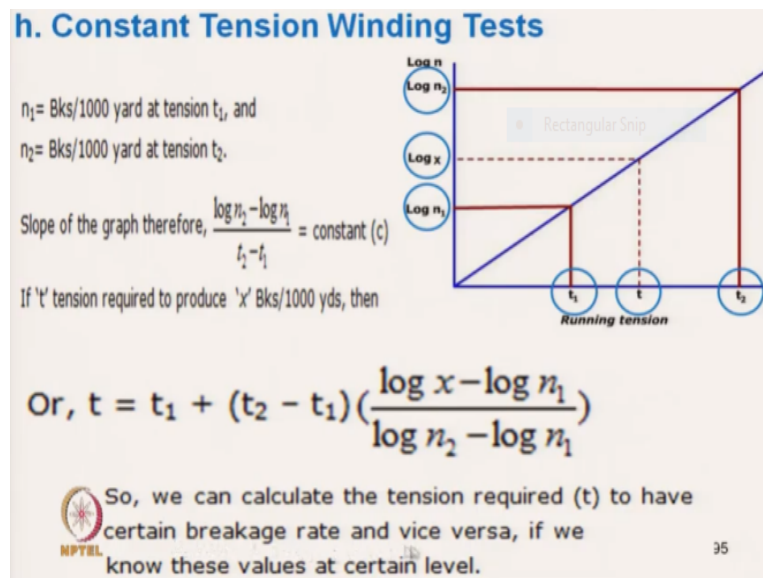 h. Constant Tension Winding Tests
n₁= Bks/1000 yard at tension t₁, and
n₂= Bks/1000 yard at tension t₂.
Slope of the graph therefore, (log n₂ – log n₁)/(t₂ – t₁) = constant (c)
If 't' tension required to produce 'x' Bks/1000 yds, then
Log n
Log n₂
Rectangular Snip
Log x
Log n₁
t₁ t t₂
Running tension
Or, t = t₁ + (t₂ – t₁)((log x – log n₁)/(log n₂ – log n₁))
So, we can calculate the tension required (t) to have
certain breakage rate and vice versa, if we
know these values at certain level.
NPTEL
95